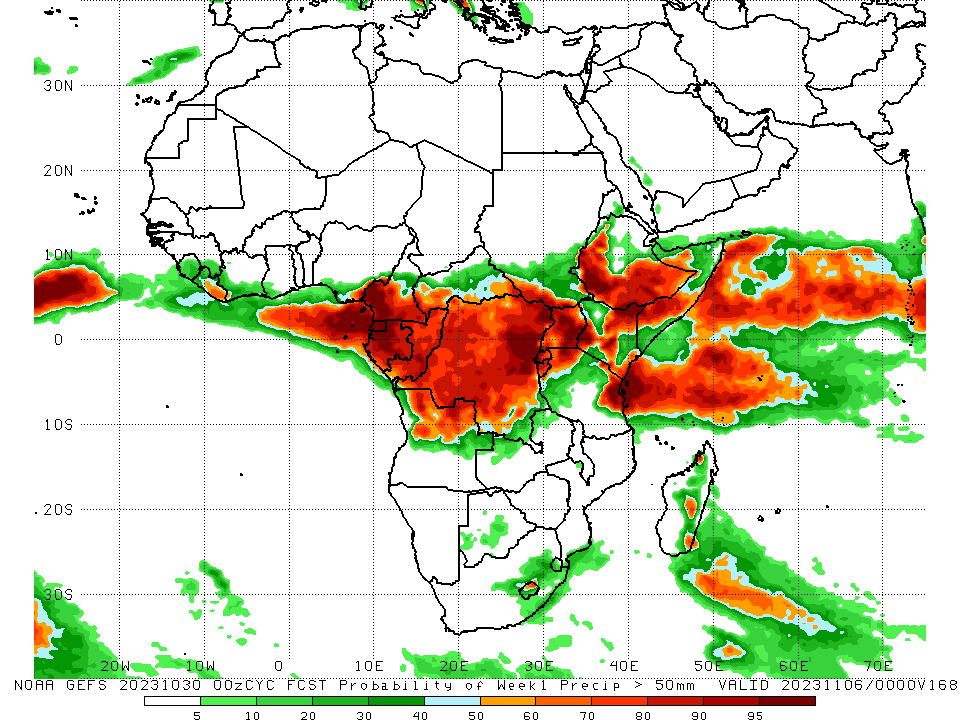 30N
20N
10N
0
10S
20S
30S
20W 10W 0 10E 20E 30E 40E 50E 60E 70E
NOAA GEFS 20231030 00zCYC FCST Probability of Week1 Precip > 50mm VALID 20231106/0000V168
5 10 20 30 40 50 60 70 80 90 95